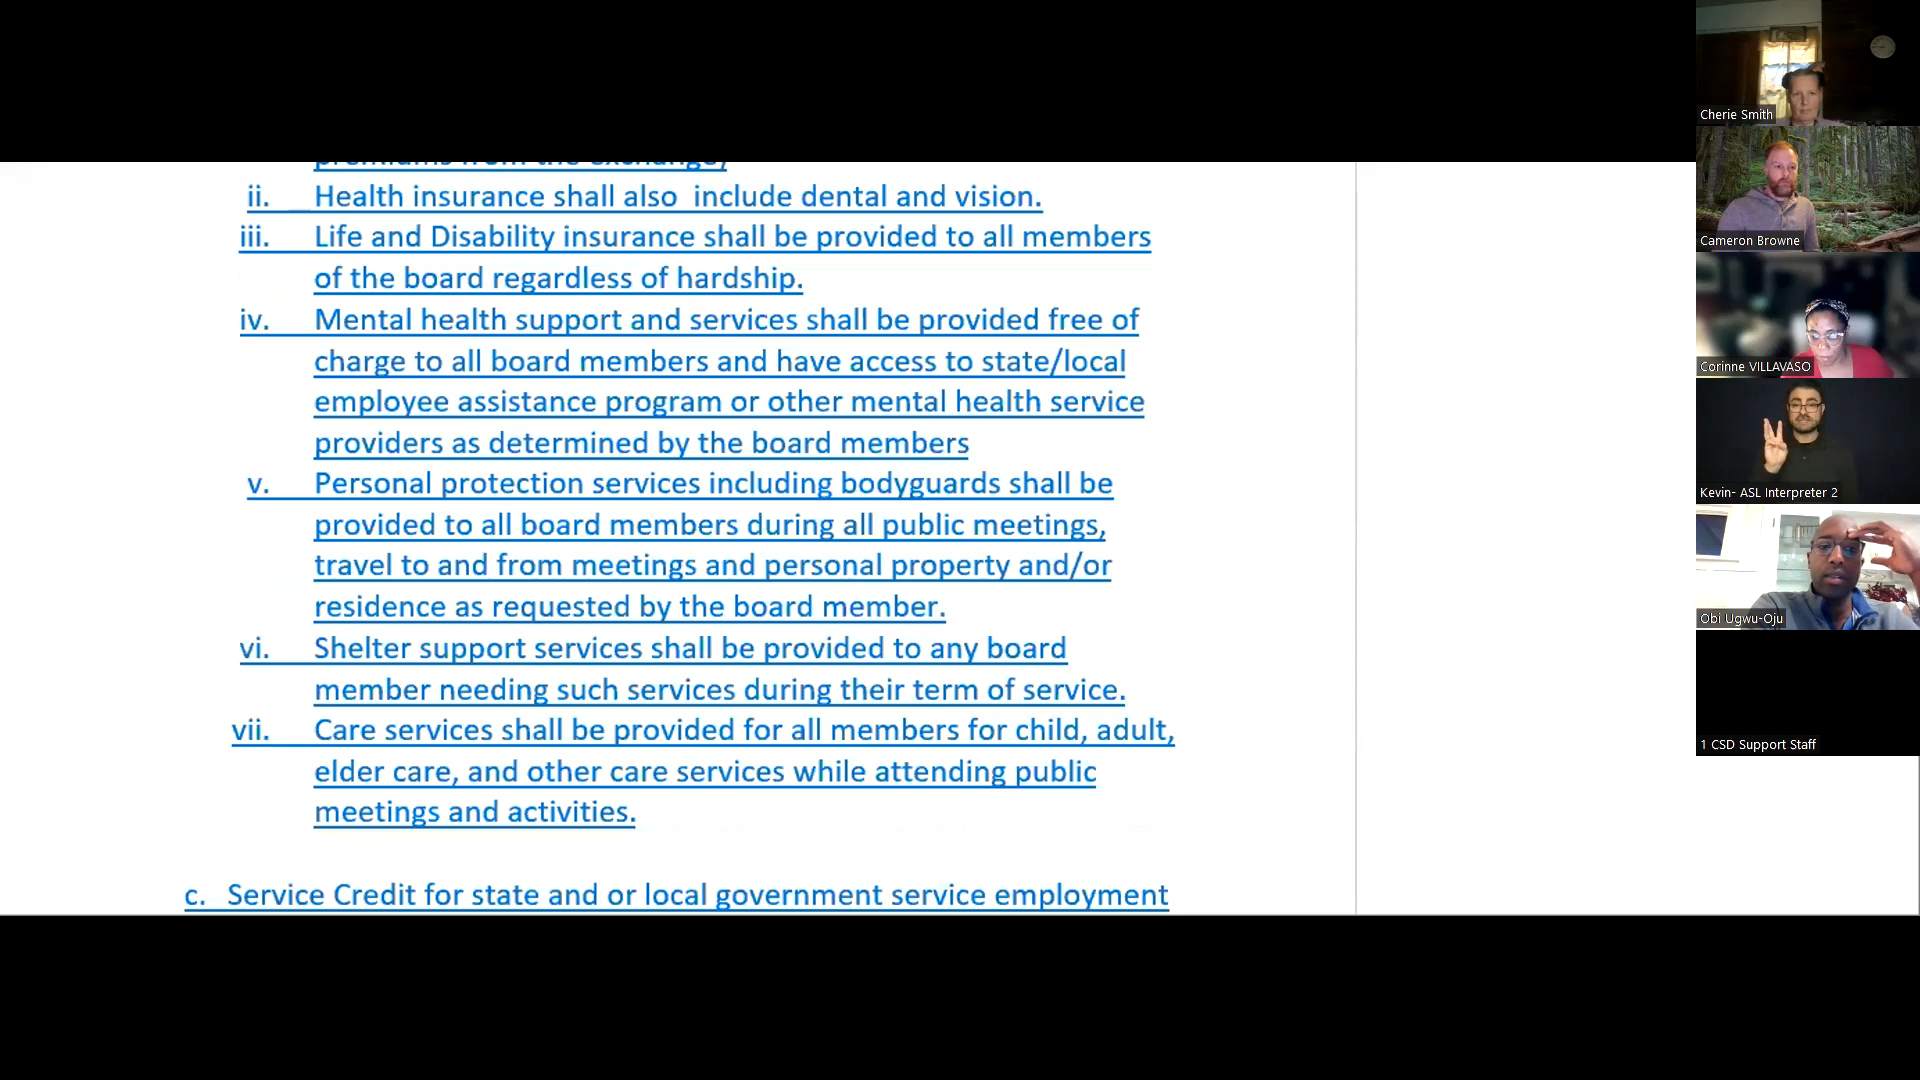 premiums from the exchange,
ii. Health insurance shall also  include dental and vision.
iii. Life and Disability insurance shall be provided to all members
of the board regardless of hardship.
iv. Mental health support and services shall be provided free of
charge to all board members and have access to state/local
employee assistance program or other mental health service
providers as determined by the board members
v. Personal protection services including bodyguards shall be
provided to all board members during all public meetings,
travel to and from meetings and personal property and/or
residence as requested by the board member.
vi. Shelter support services shall be provided to any board
member needing such services during their term of service.
vii. Care services shall be provided for all members for child, adult,
elder care, and other care services while attending public
meetings and activities.
c. Service Credit for state and or local government service employment
Cherie Smith
Cameron Browne
Corinne VILLAVASO
Kevin- ASL Interpreter 2
Obi Ugwu-Oju
1 CSD Support Staff